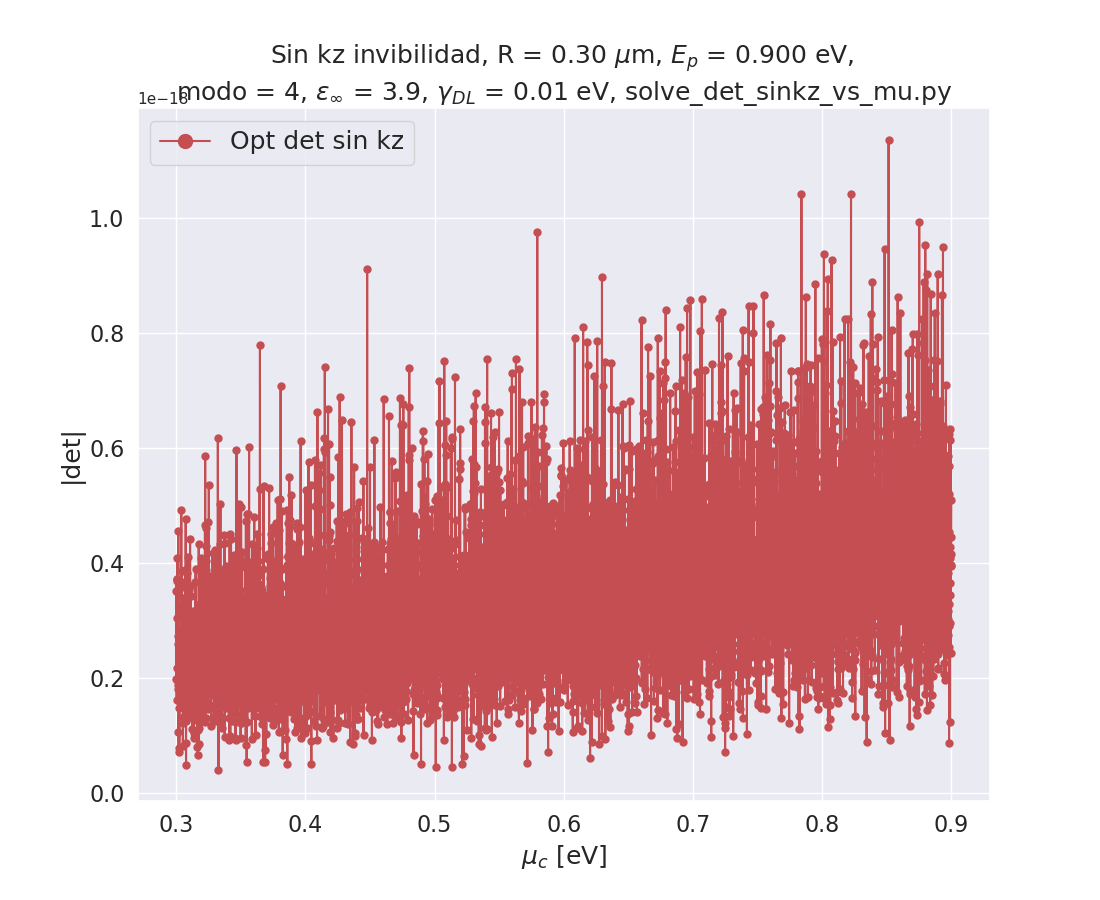 Sin kz invibilidad, R = 0.30 μm, E_p = 0.900 eV,
modo = 4, ε_∞ = 3.9, γ_DL = 0.01 eV, solve_det_sinkz_vs_mu.py
Opt det sin kz
1.0
0.8
0.6
0.4
0.2
0.0
|det|
0.3 0.4 0.5 0.6 0.7 0.8 0.9
μ_c [eV]